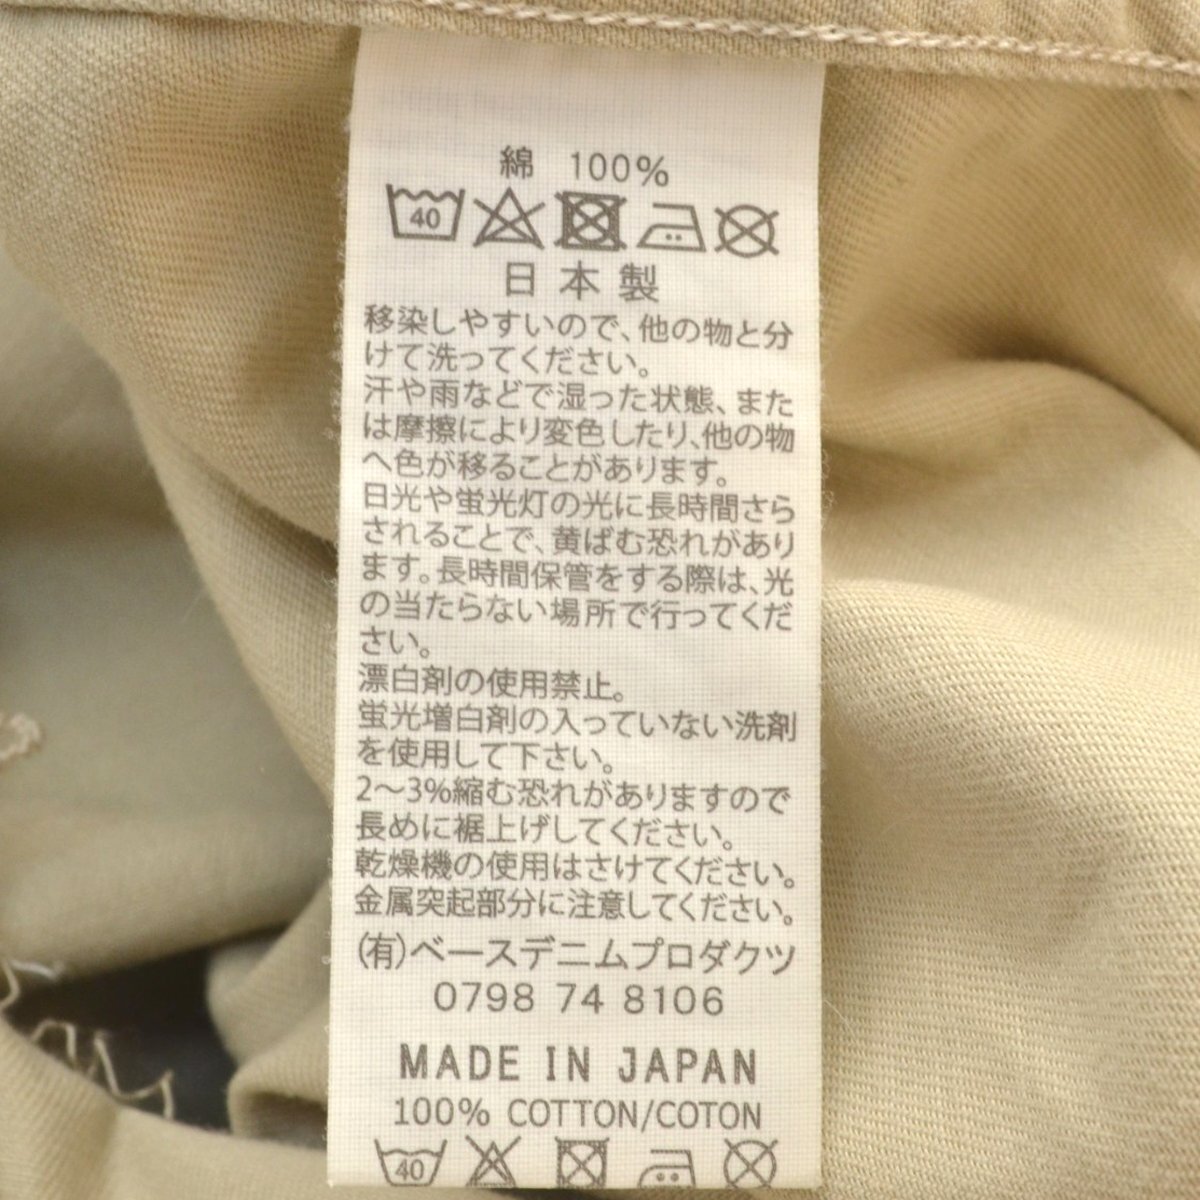 綿 100%
40
日本製
移染しやすいので、他の物と分
けて洗ってください。
汗や雨などで湿った状態、また
は摩擦により変色したり、他の物
へ色が移ることがあります。
日光や蛍光灯の光に長時間さら
されることで、黄ばむ恐れがあり
ます。長時間保管をする際は、光
の当たらない場所で行ってくだ
さい。
漂白剤の使用禁止。
蛍光増白剤の入っていない洗剤
を使用して下さい。
2〜3%縮む恐れがありますので
長めに裾上げしてください。
乾燥機の使用はさけてください。
金属突起部分に注意してください。
(有)ベースデニムプロダクツ
0798 74 8106
MADE IN JAPAN
100% COTTON/COTON
40